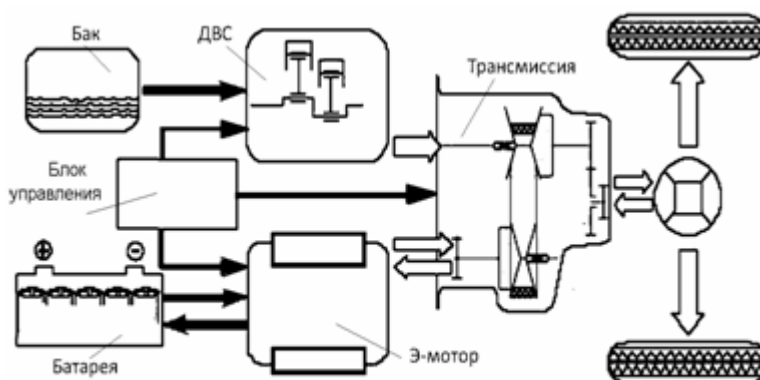 Бак
ДВС
Трансмиссия
Блок
управления
Батарея
Э-мотор